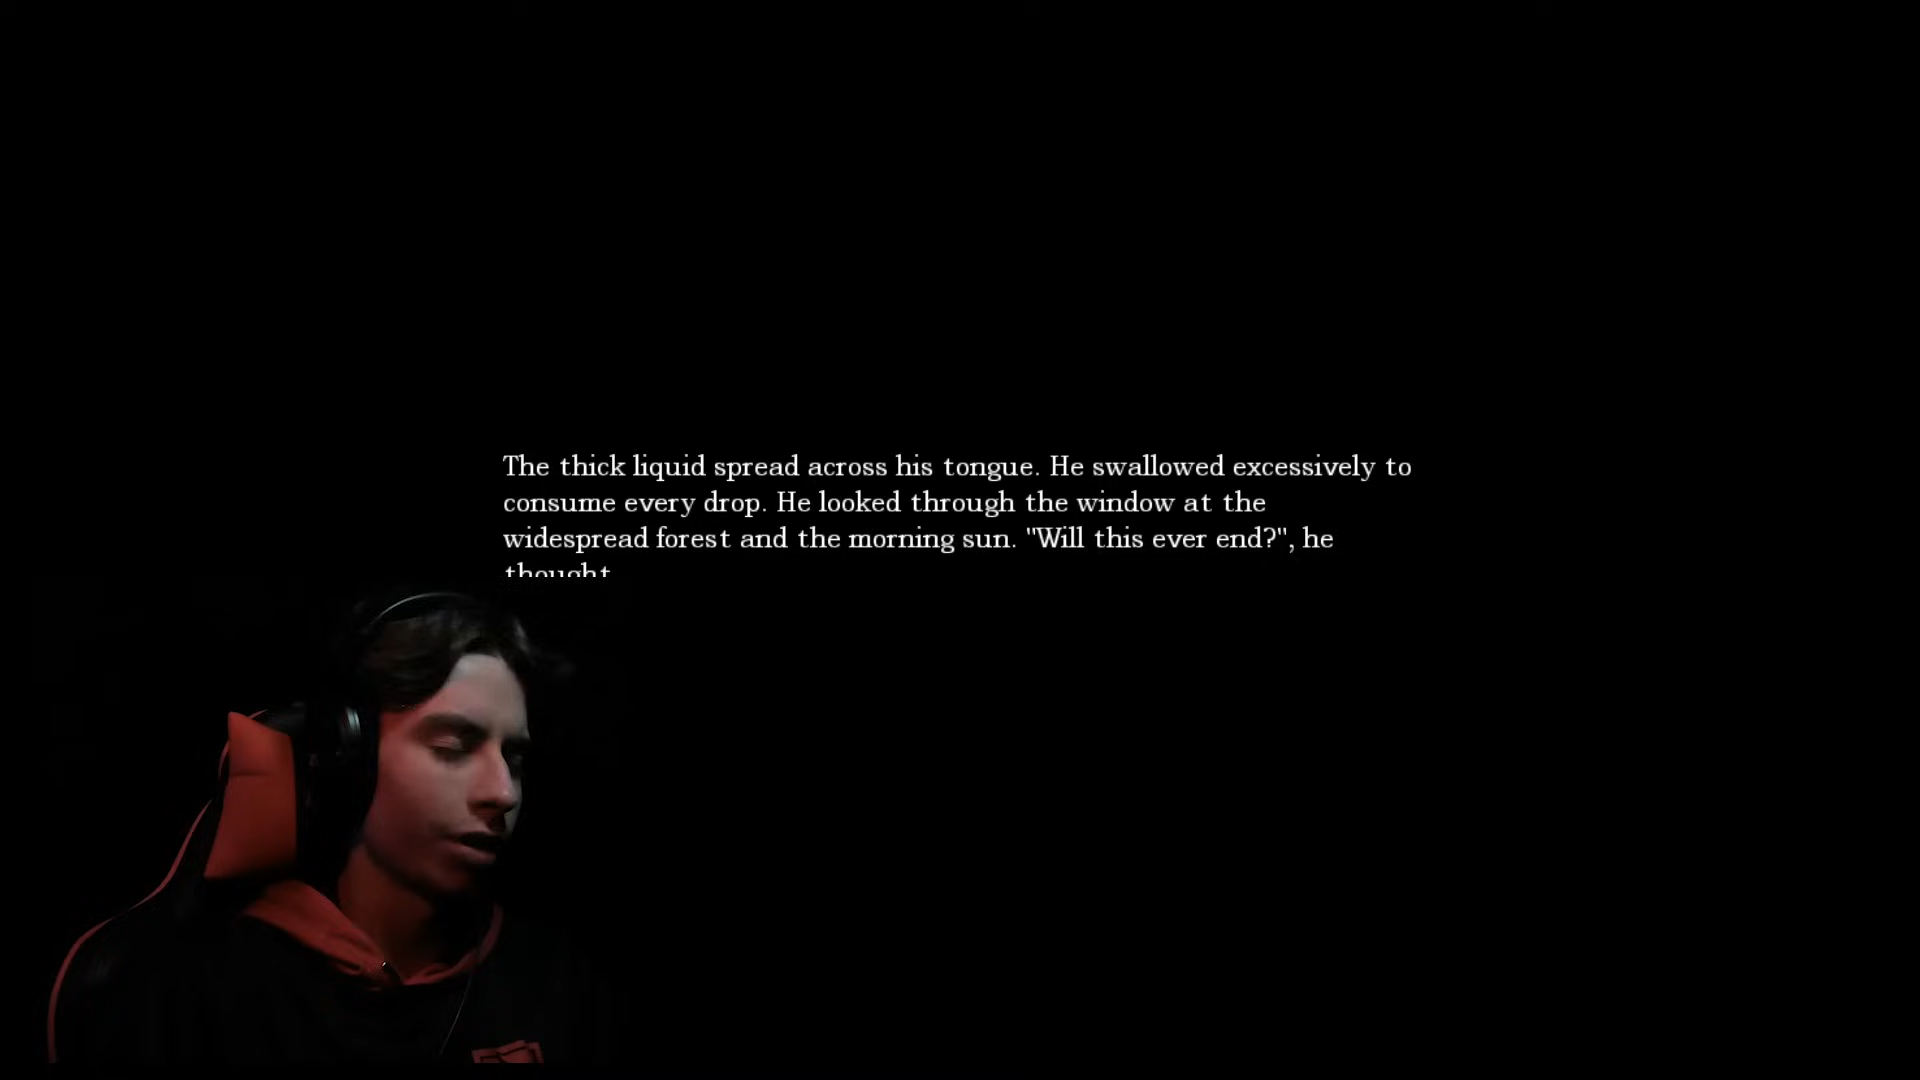 The thick liquid spread across his tongue. He swallowed excessively to
consume every drop. He looked through the window at the
widespread forest and the morning sun. "Will this ever end?", he
thought